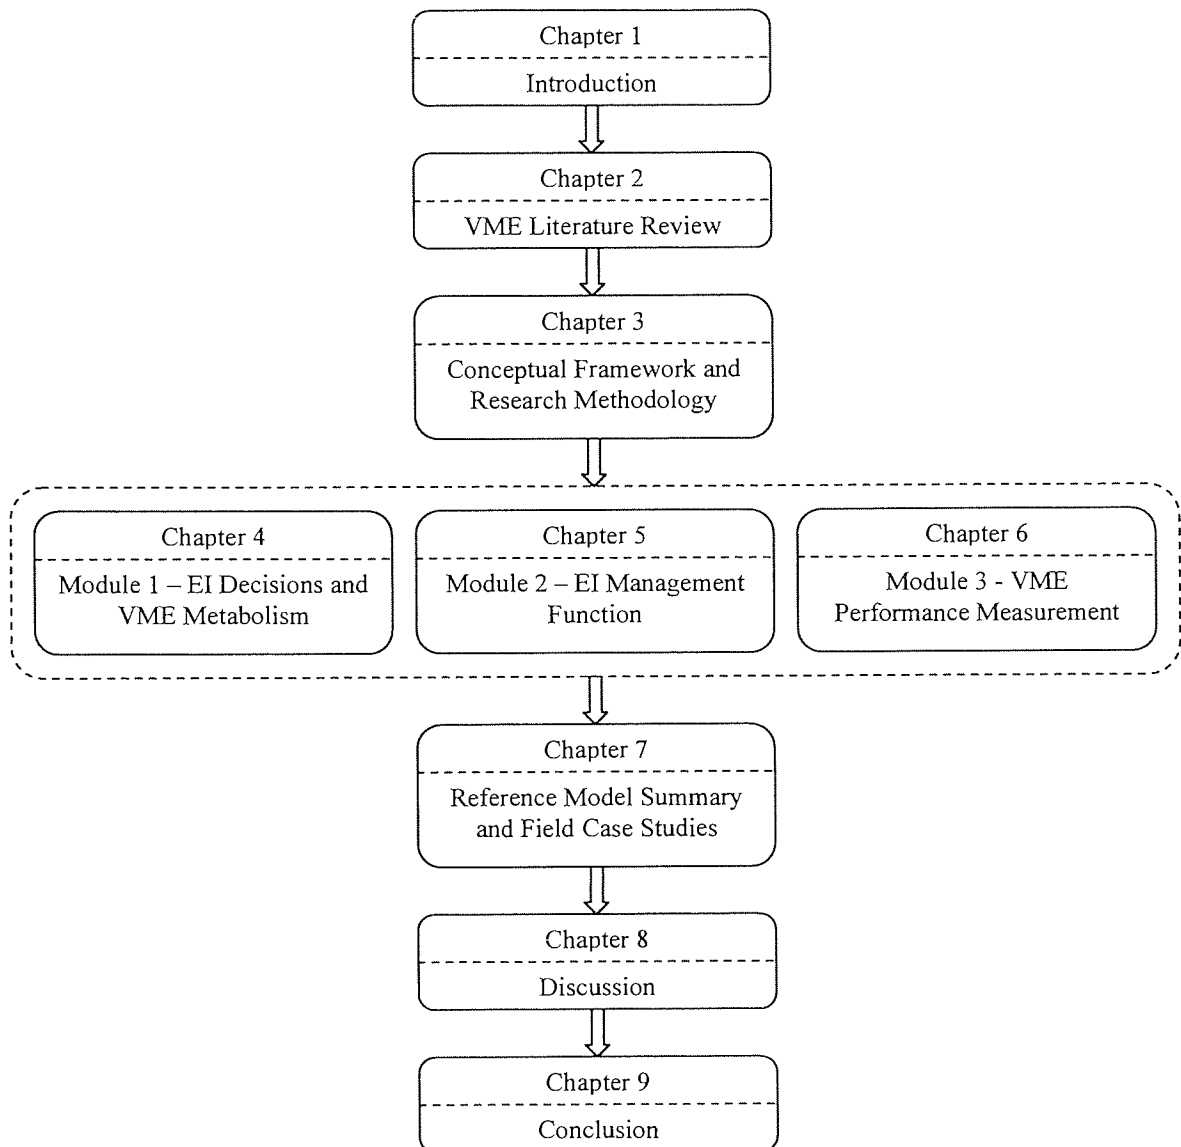 Chapter 1
Introduction
Chapter 2
VME Literature Review
Chapter 3
Conceptual Framework and
Research Methodology
Chapter 4
Module 1 – EI Decisions and
VME Metabolism
Chapter 5
Module 2 – EI Management
Function
Chapter 6
Module 3 - VME
Performance Measurement
Chapter 7
Reference Model Summary
and Field Case Studies
Chapter 8
Discussion
Chapter 9
Conclusion